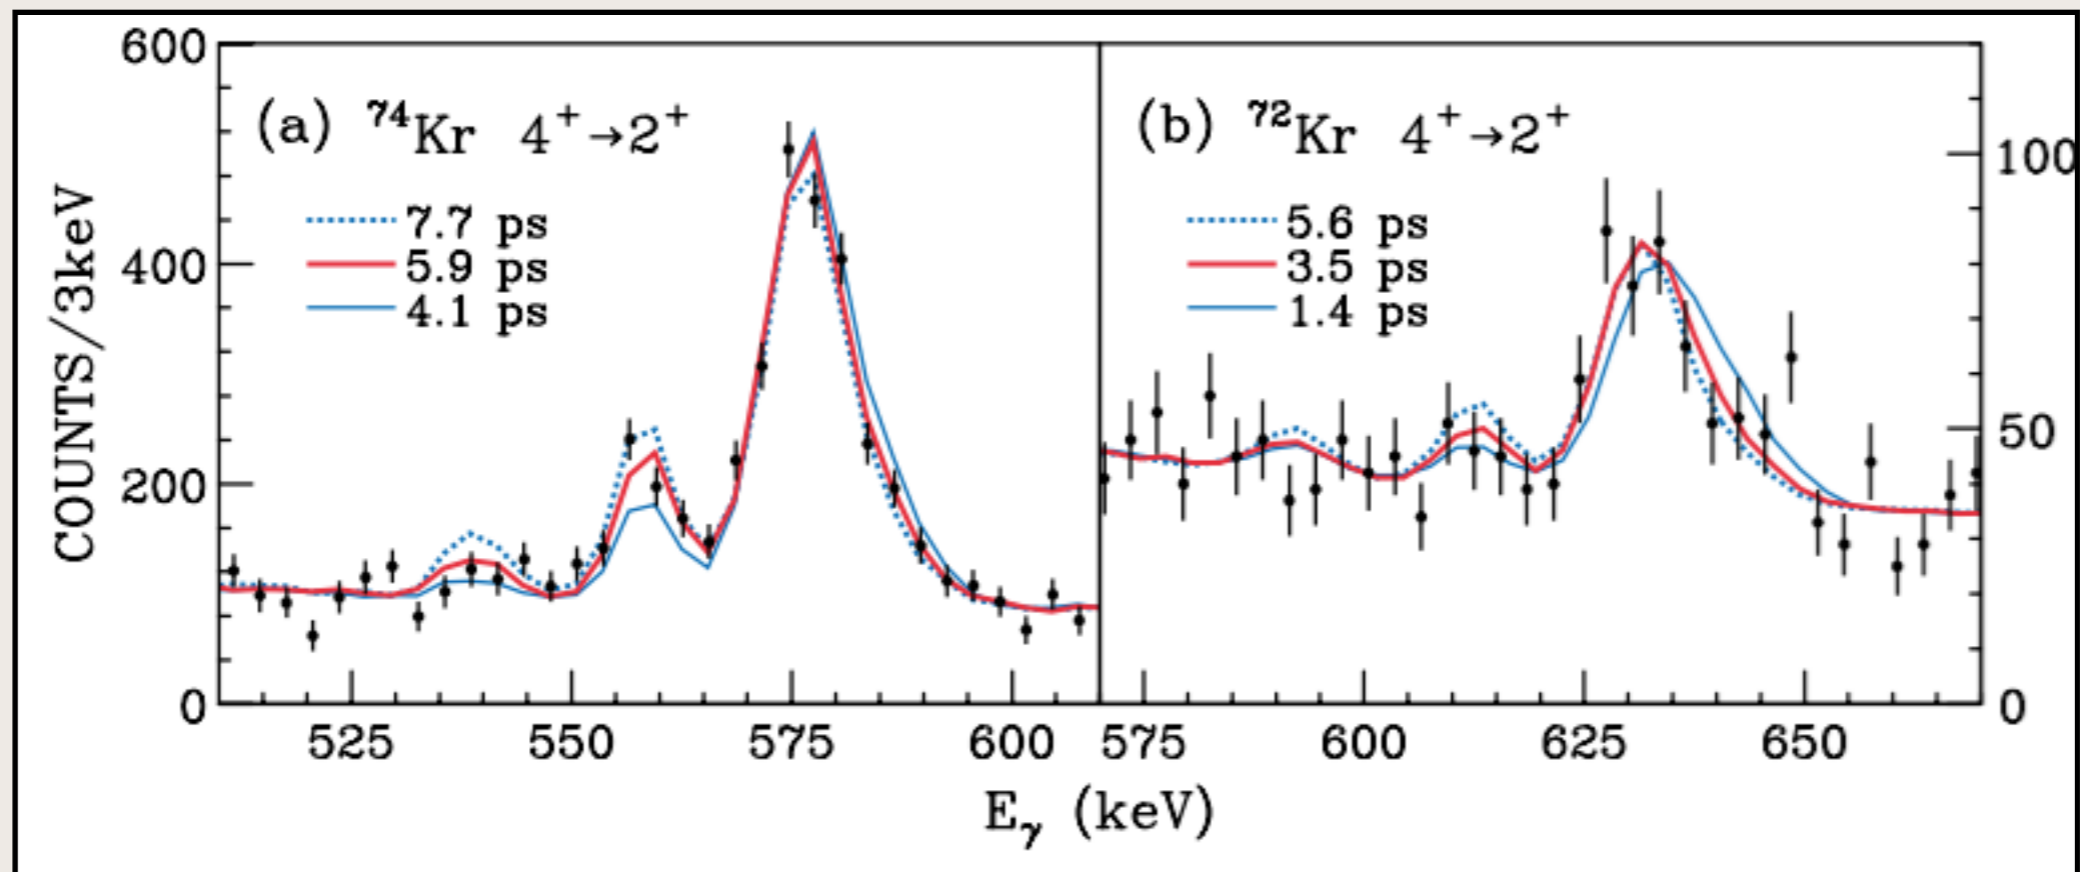 COUNTS/3keV
600
400
200
0
(a) ⁷⁴Kr 4⁺→2⁺
7.7 ps
5.9 ps
4.1 ps
525 550 575 600
(b) ⁷²Kr 4⁺→2⁺
5.6 ps
3.5 ps
1.4 ps
100
50
0
575 600 625 650
Eᵧ (keV)